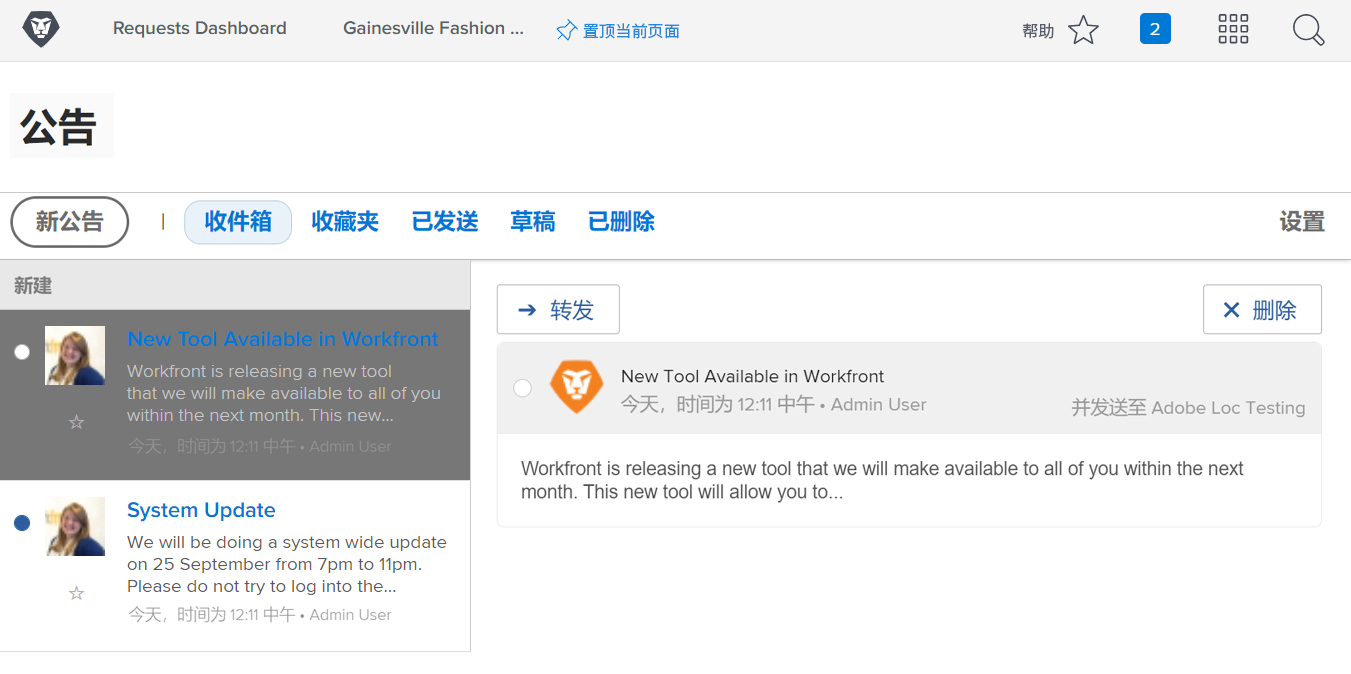 Requests Dashboard
Gainesville Fashion ...
置顶当前页面
帮助
2
公告
新公告
|
收件箱
收藏夹
已发送
草稿
已删除
设置
新建
New Tool Available in Workfront
Workfront is releasing a new tool
that we will make available to all of you
within the next month. This new...
今天，时间为 12:11 中午 • Admin User
System Update
We will be doing a system wide update
on 25 September from 7pm to 11pm.
Please do not try to log into the...
今天，时间为 12:11 中午 • Admin User
转发
删除
New Tool Available in Workfront
今天，时间为 12:11 中午 • Admin User
并发送至 Adobe Loc Testing
Workfront is releasing a new tool that we will make available to all of you within the next
month. This new tool will allow you to...